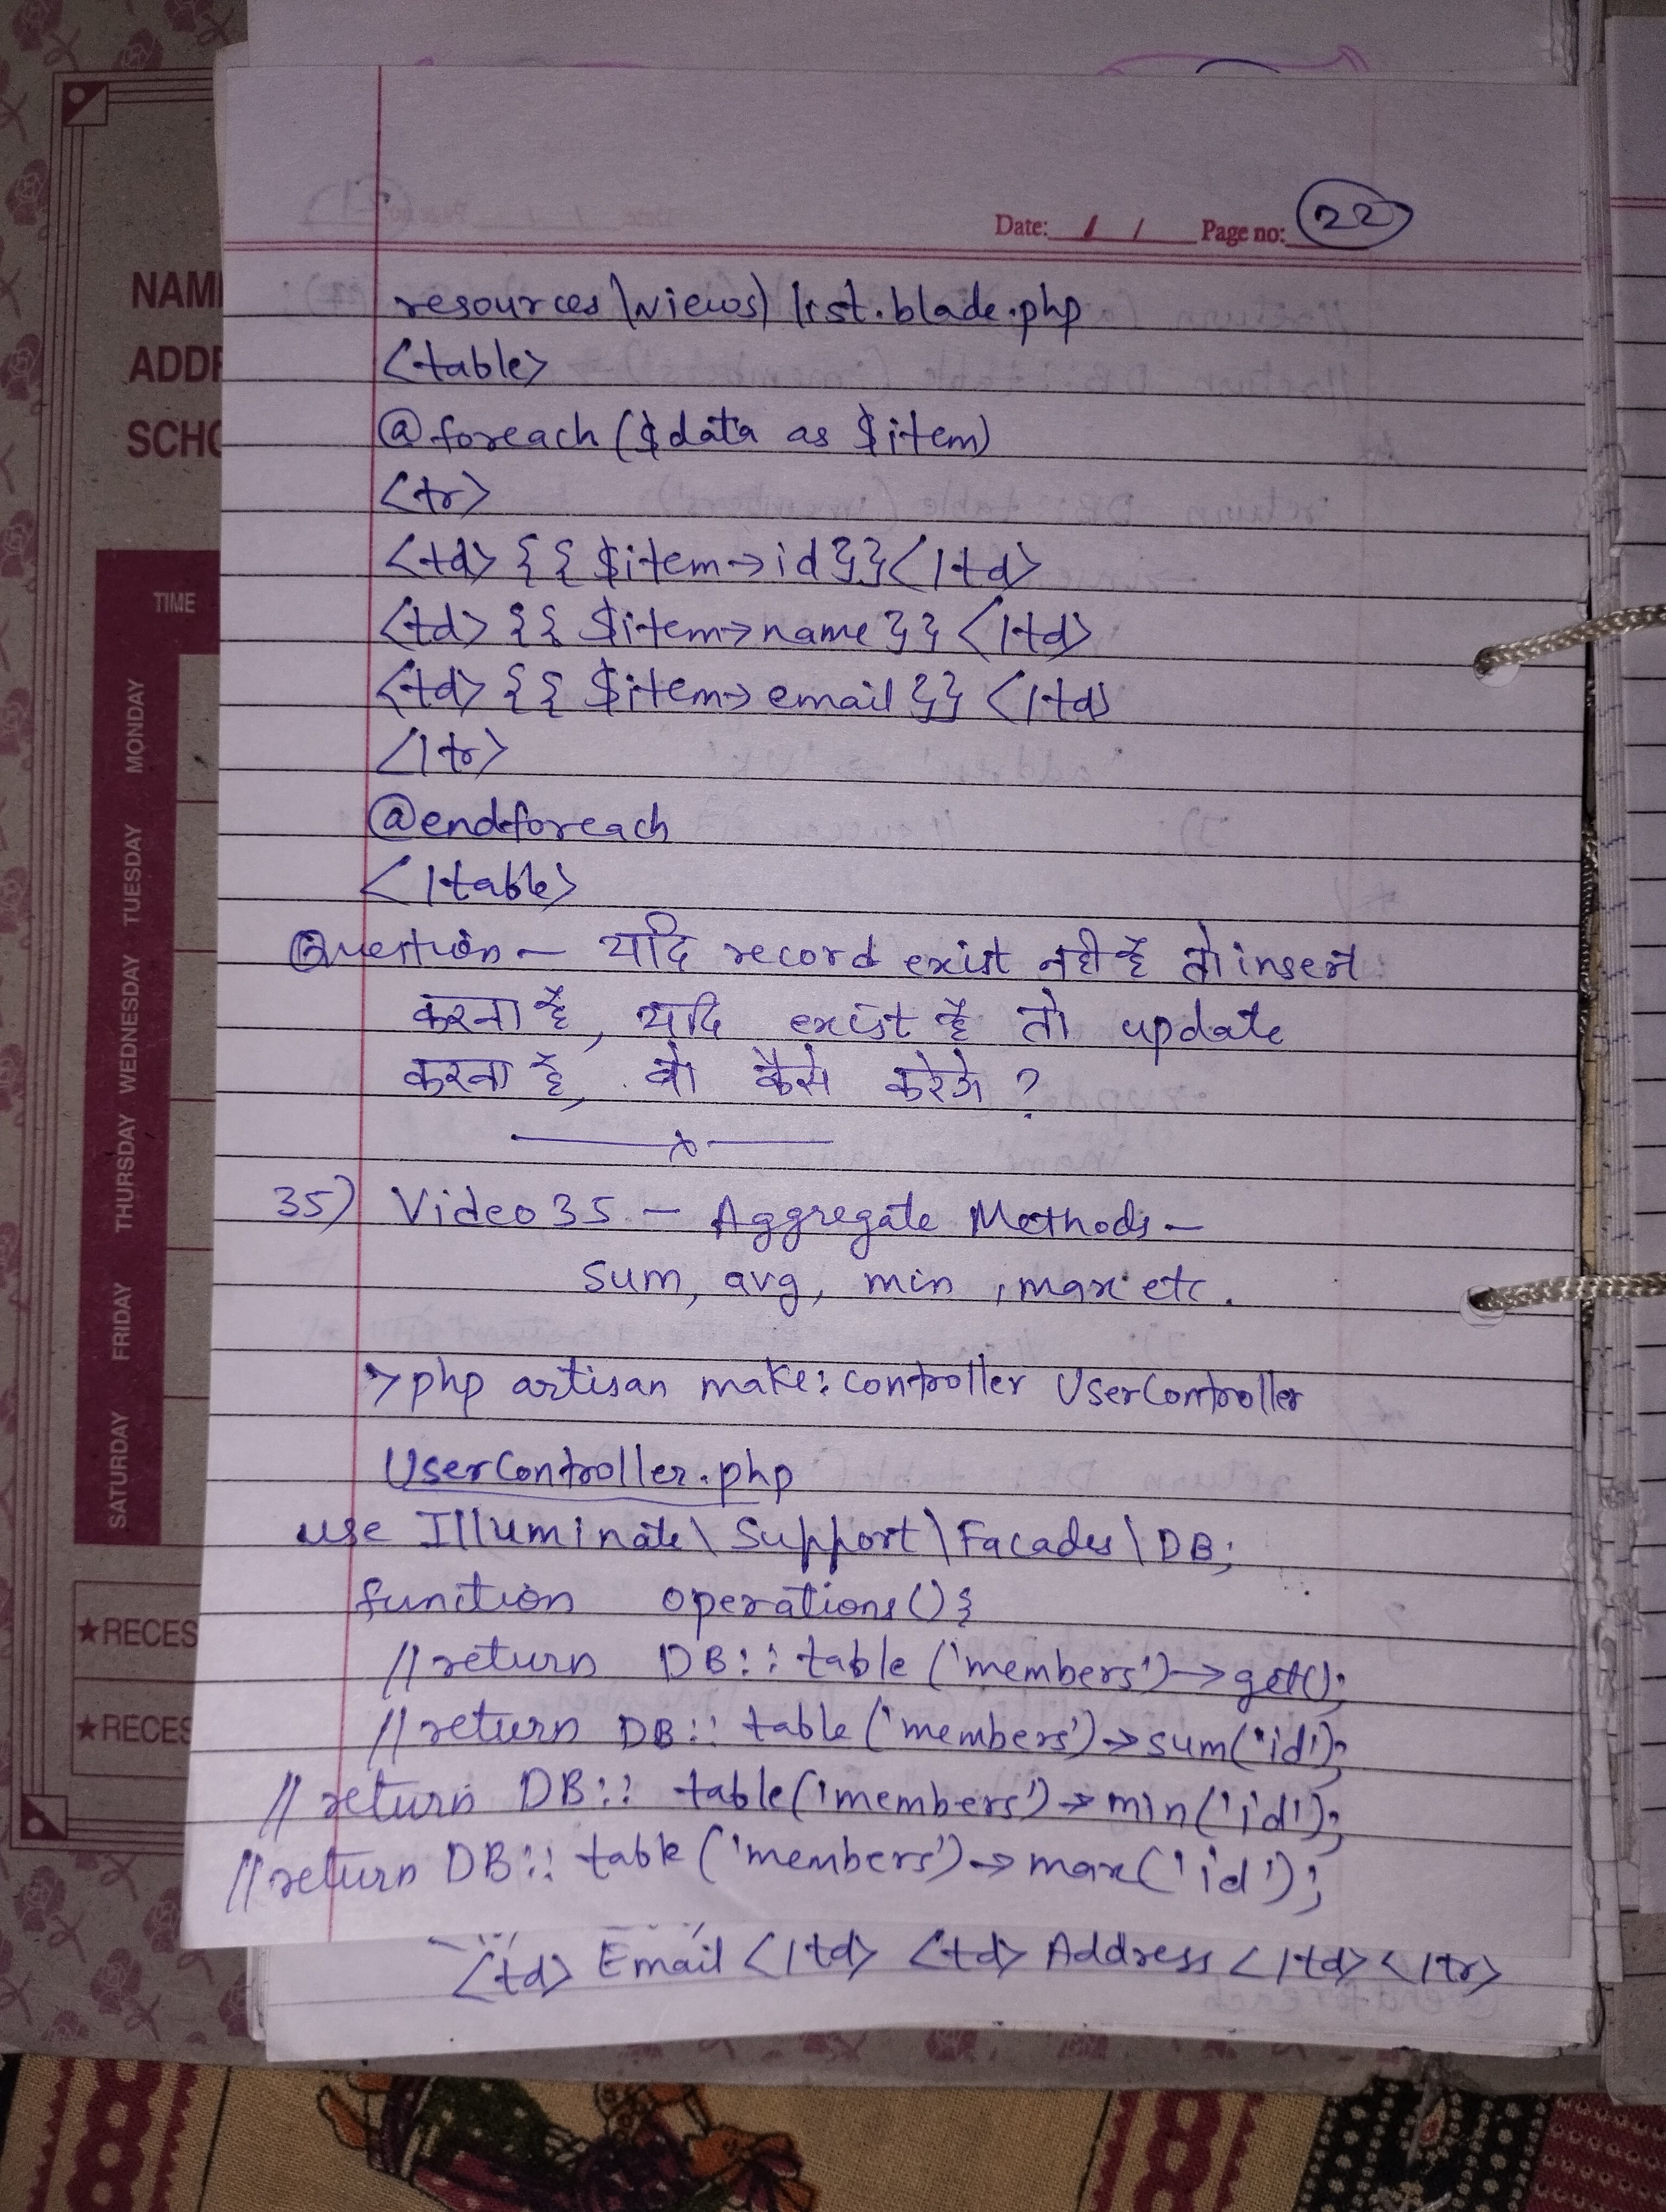 NAM
ADD
SCHO
TIME
MONDAY
TUESDAY
WEDNESDAY
THURSDAY
FRIDAY
SATURDAY
★RECES
★RECES
Date: / / Page no: 22
resources\views\list.blade.php
<table>
@foreach($data as $item)
<tr>
<td>{{$item->id}}</td>
<td>{{$item->name}}</td>
<td>{{$item->email}}</td>
</tr>
@endforeach
</table>
Question – यदि record exist नही है तो insert
करना है, यदि exist है तो update
करना है, वो कैसे करेगे ?
——x——
35) Video 35 – Aggregate Methods –
sum, avg, min, max etc.
>php artisan make:controller UserController
UserController.php
use Illuminate\Support\Facades\DB;
function operations(){
//return DB::table('members')->get();
//return DB::table('members')->sum('id');
//return DB::table('members')->min('id');
//return DB::table('members')->max('id');
<td>Email</td> <td>Address</td></tr>